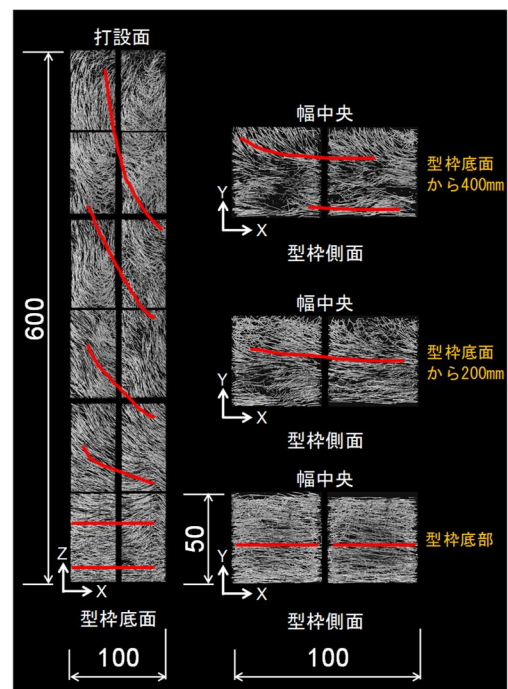 打設面
600
Z
X
型枠底面
100
幅中央
Y
X
型枠側面
型枠底面
から400mm
幅中央
Y
X
型枠側面
型枠底面
から200mm
幅中央
50
Y
X
型枠側面
型枠底部
100